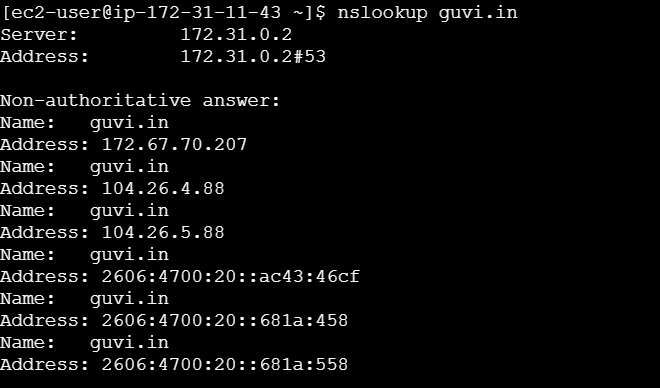 [ec2-user@ip-172-31-11-43 ~]$ nslookup guvi.in
Server:         172.31.0.2
Address:        172.31.0.2#53

Non-authoritative answer:
Name:   guvi.in
Address: 172.67.70.207
Name:   guvi.in
Address: 104.26.4.88
Name:   guvi.in
Address: 104.26.5.88
Name:   guvi.in
Address: 2606:4700:20::ac43:46cf
Name:   guvi.in
Address: 2606:4700:20::681a:458
Name:   guvi.in
Address: 2606:4700:20::681a:558